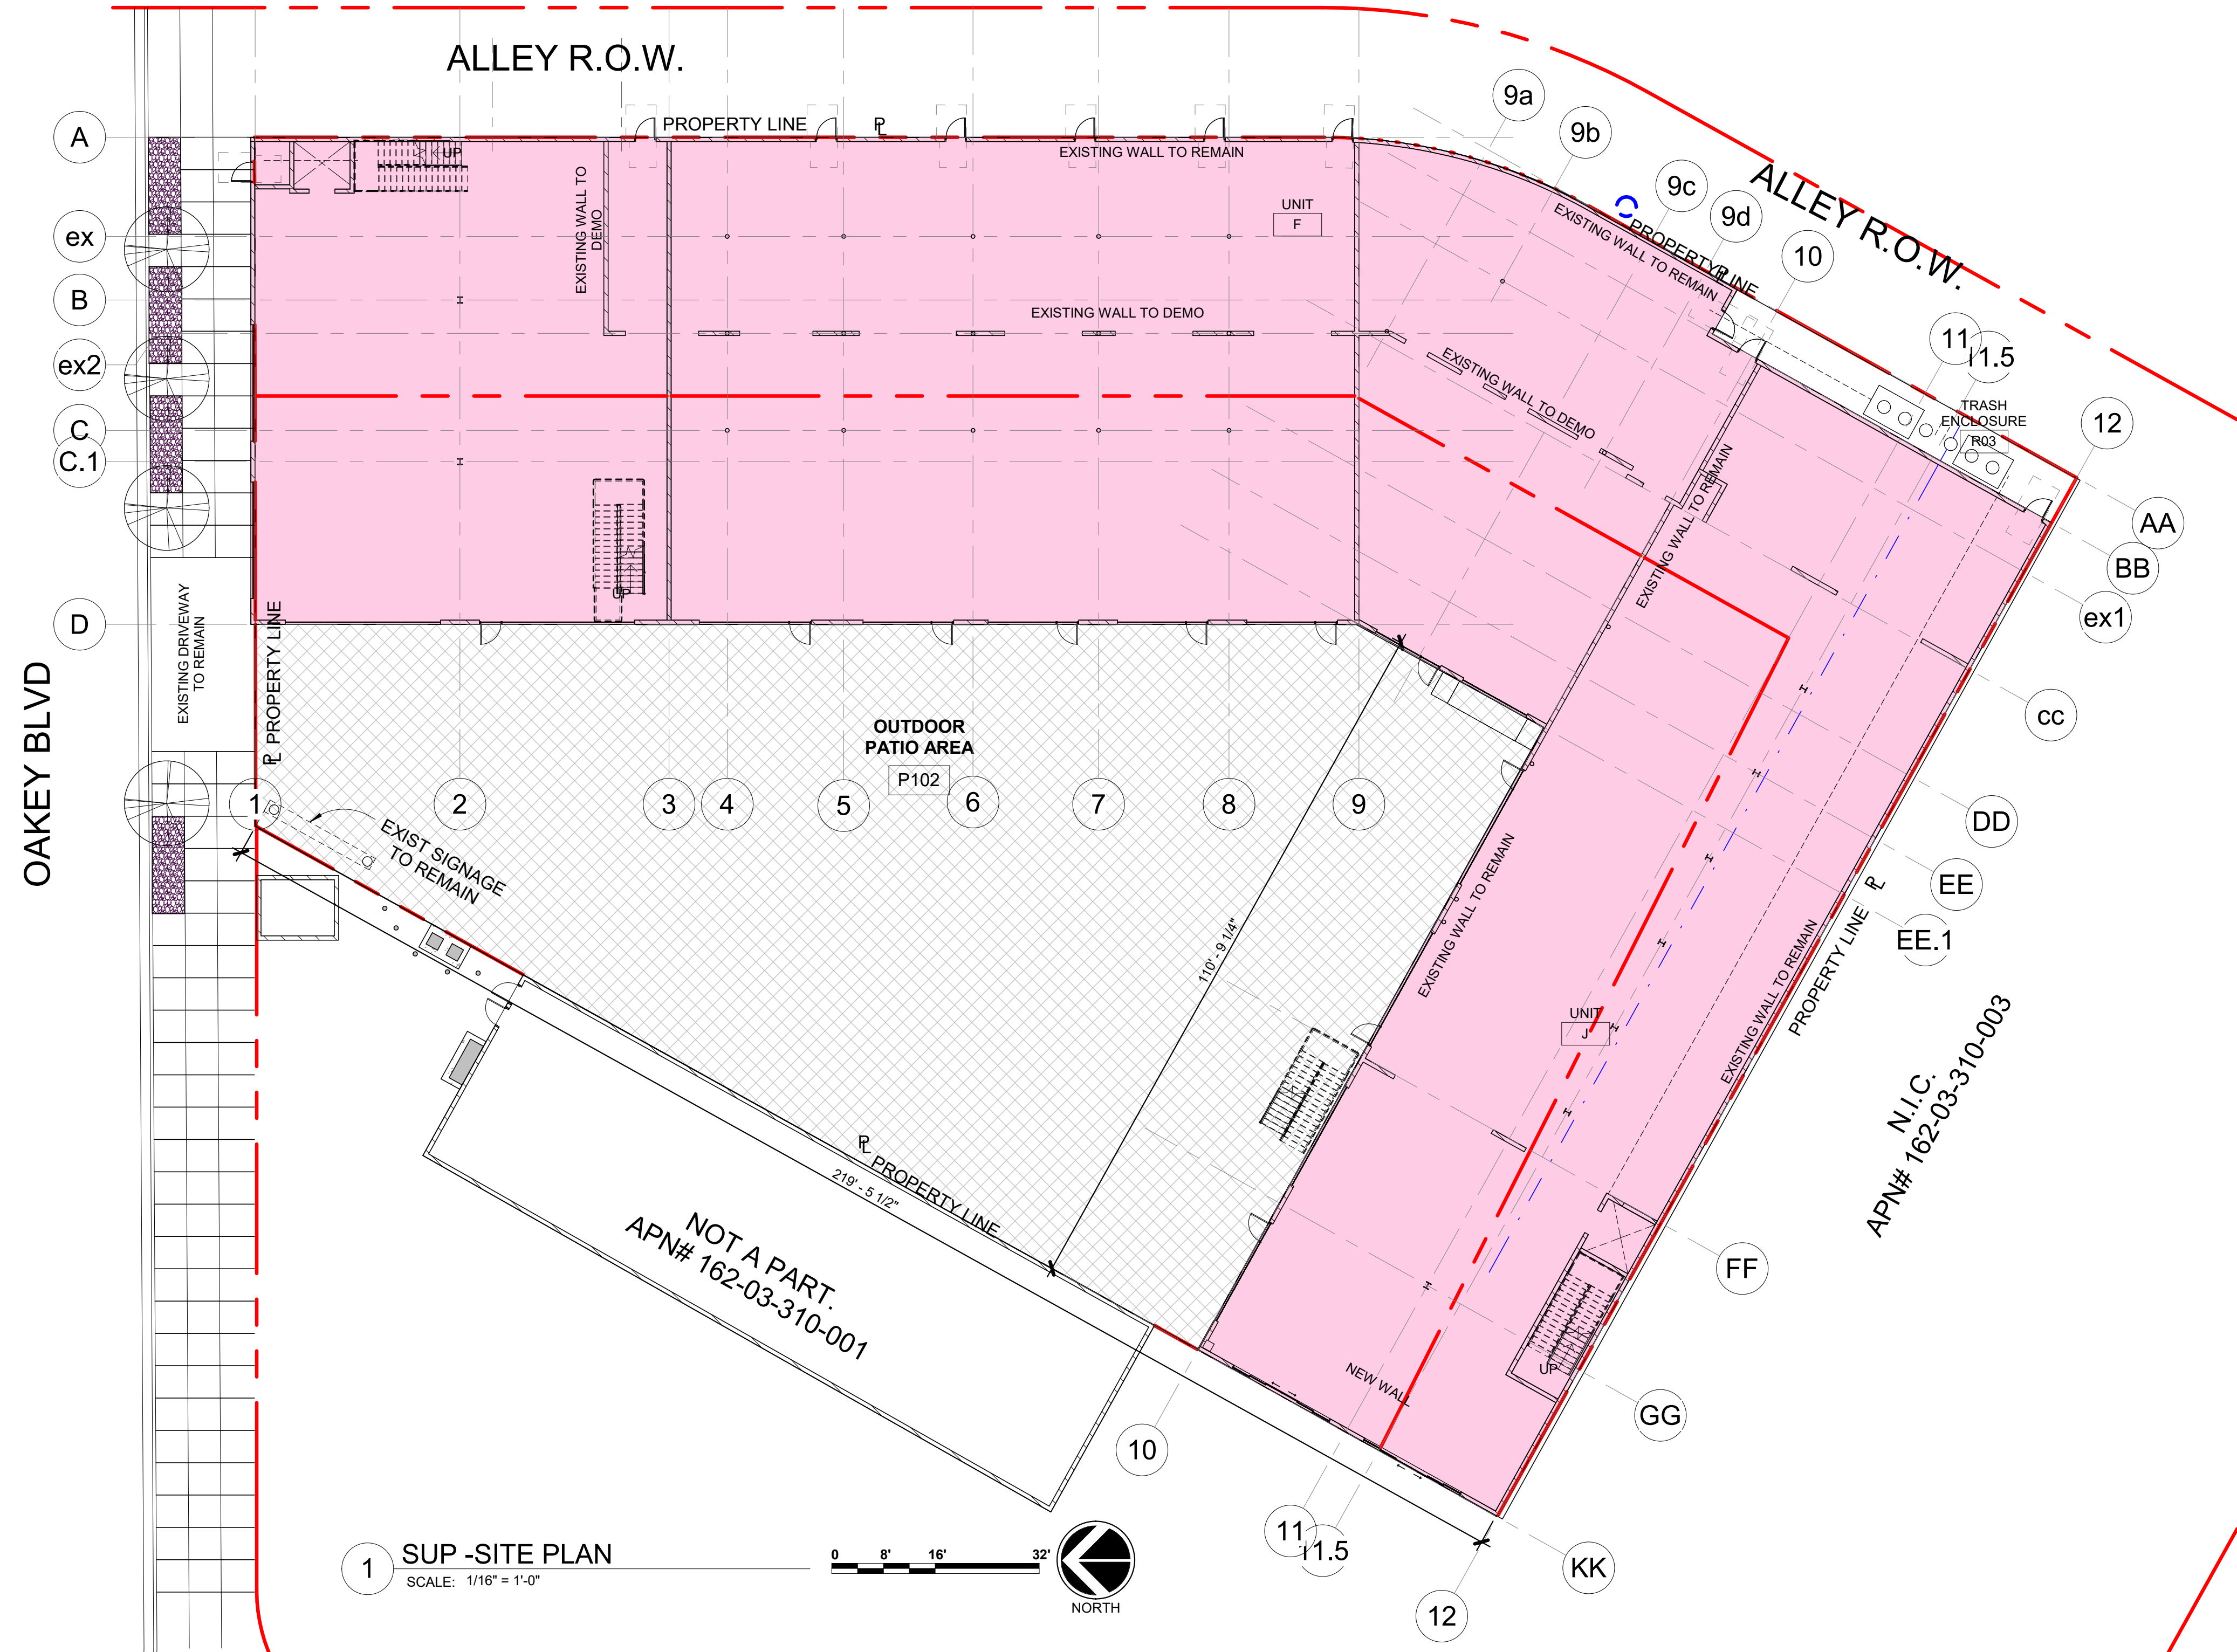 ALLEY R.O.W.
A
ex
B
ex2
C
C.1
D
PROPERTY LINE
PL
EXISTING WALL TO REMAIN
UP
EXISTING WALL TO
DEMO
UNIT
F
EXISTING WALL TO DEMO
9a
9b
9c
9d
10
11
11.5
12
ALLEY R.O.W.
PROPERTY LINE
PL
EXISTING WALL TO REMAIN
EXISTING WALL TO DEMO
EXISTING WALL TO REMAIN
TRASH
ENCLOSURE
R03
AA
BB
ex1
cc
DD
EE
EE.1
FF
GG
KK
UP
OAKEY BLVD
EXISTING DRIVEWAY
TO REMAIN
PL PROPERTY LINE
OUTDOOR
PATIO AREA
P102
1
2
3
4
5
6
7
8
9
EXIST SIGNAGE
TO REMAIN
110' - 9 1/4"
EXISTING WALL TO REMAIN
UNIT
J
EXISTING WALL TO REMAIN
PROPERTY LINE PL
N.I.C.
APN# 162-03-310-003
PL PROPERTY LINE
219' - 5 1/2"
NOT A PART.
APN# 162-03-310-001
NEW WALL
UP
10
11
11.5
12
1
SUP -SITE PLAN
SCALE: 1/16" = 1'-0"
0 8' 16' 32'
NORTH